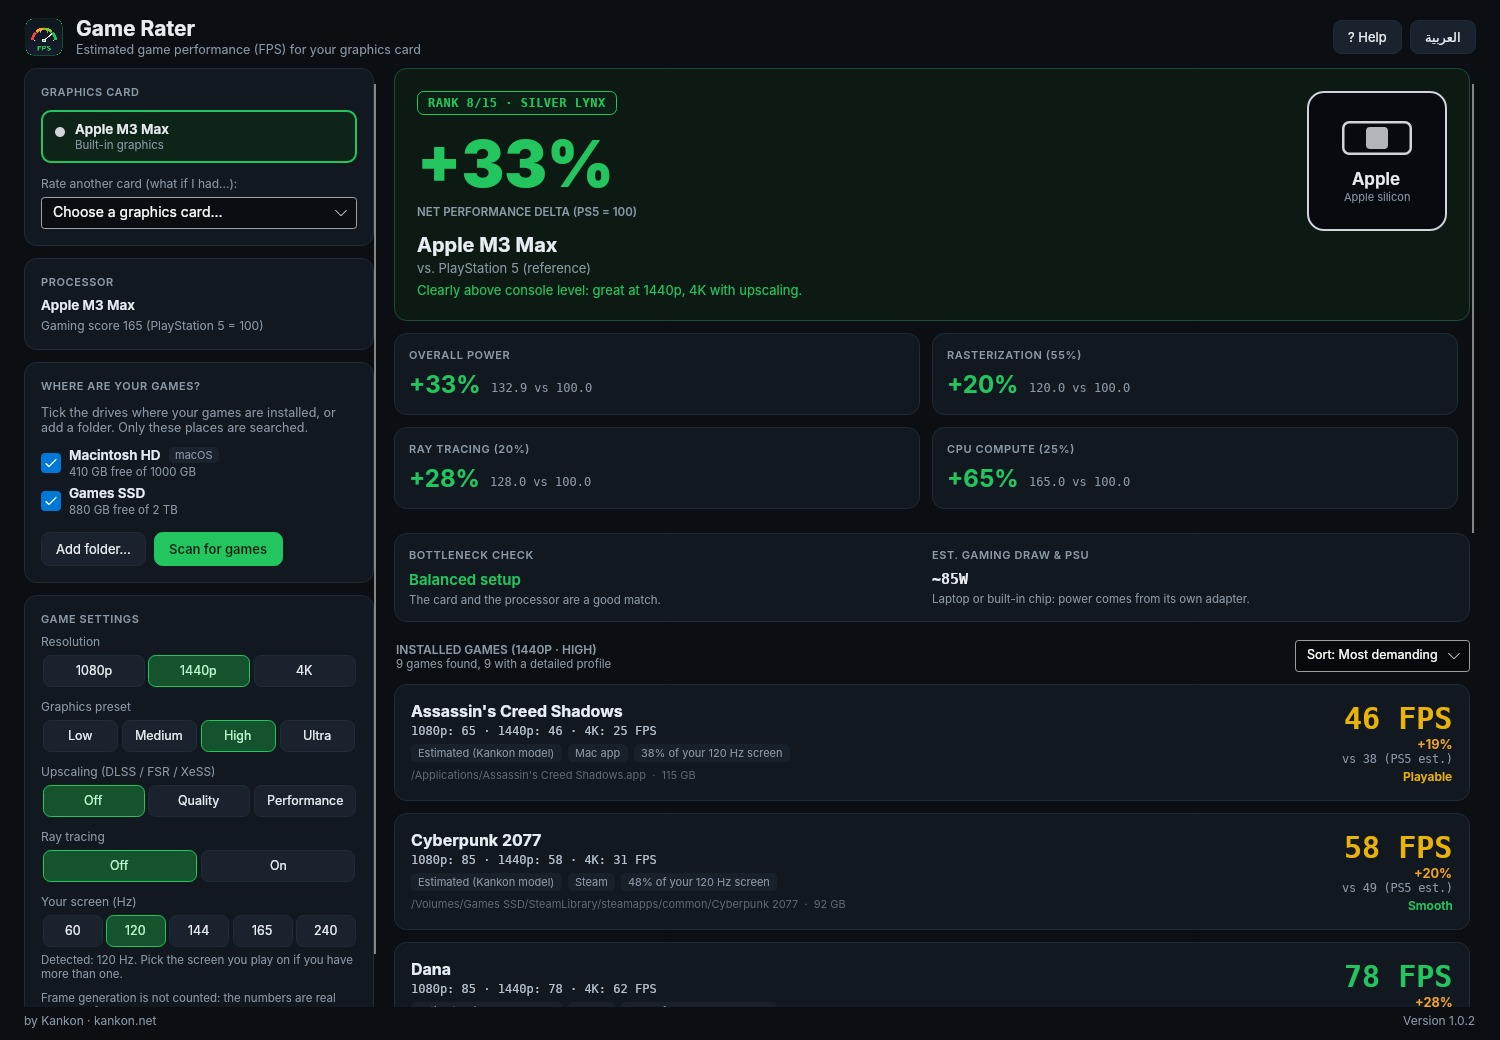 FPS
Game Rater
Estimated game performance (FPS) for your graphics card
? Help
العربية
GRAPHICS CARD
Apple M3 Max
Built-in graphics
Rate another card (what if I had...):
Choose a graphics card...
PROCESSOR
Apple M3 Max
Gaming score 165 (PlayStation 5 = 100)
WHERE ARE YOUR GAMES?
Tick the drives where your games are installed, or
add a folder. Only these places are searched.
Macintosh HD macOS
410 GB free of 1000 GB
Games SSD
880 GB free of 2 TB
Add folder... Scan for games
GAME SETTINGS
Resolution
1080p 1440p 4K
Graphics preset
Low Medium High Ultra
Upscaling (DLSS / FSR / XeSS)
Off Quality Performance
Ray tracing
Off On
Your screen (Hz)
60 120 144 165 240
Detected: 120 Hz. Pick the screen you play on if you have
more than one.
Frame generation is not counted: the numbers are real
RANK 8/15 · SILVER LYNX
+33%
NET PERFORMANCE DELTA (PS5 = 100)
Apple M3 Max
vs. PlayStation 5 (reference)
Clearly above console level: great at 1440p, 4K with upscaling.
Apple
Apple silicon
OVERALL POWER
+33% 132.9 vs 100.0
RASTERIZATION (55%)
+20% 120.0 vs 100.0
RAY TRACING (20%)
+28% 128.0 vs 100.0
CPU COMPUTE (25%)
+65% 165.0 vs 100.0
BOTTLENECK CHECK
Balanced setup
The card and the processor are a good match.
EST. GAMING DRAW & PSU
~85W
Laptop or built-in chip: power comes from its own adapter.
INSTALLED GAMES (1440P · HIGH)
9 games found, 9 with a detailed profile
Sort: Most demanding
Assassin's Creed Shadows
1080p: 65 · 1440p: 46 · 4K: 25 FPS
Estimated (Kankon model) Mac app 38% of your 120 Hz screen
/Applications/Assassin's Creed Shadows.app · 115 GB
46 FPS
+19%
vs 38 (PS5 est.)
Playable
Cyberpunk 2077
1080p: 85 · 1440p: 58 · 4K: 31 FPS
Estimated (Kankon model) Steam 48% of your 120 Hz screen
/Volumes/Games SSD/SteamLibrary/steamapps/common/Cyberpunk 2077 · 92 GB
58 FPS
+20%
vs 49 (PS5 est.)
Smooth
Dana
1080p: 85 · 1440p: 78 · 4K: 62 FPS
78 FPS
+28%
by Kankon · kankon.net
Version 1.0.2